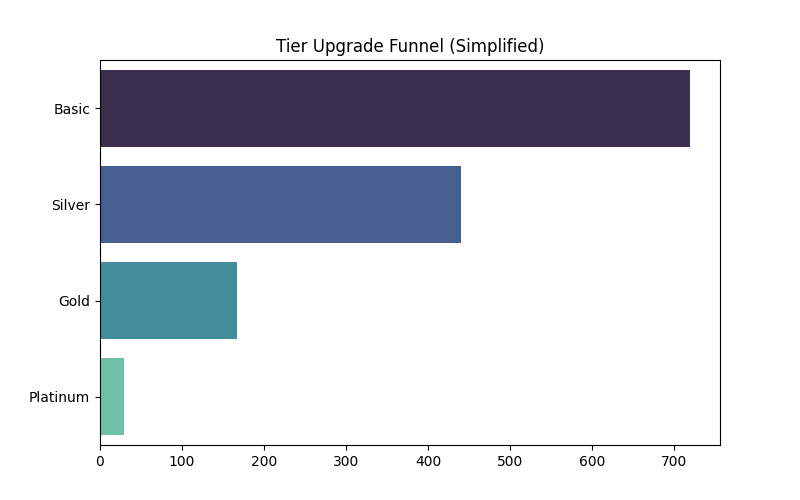 Tier Upgrade Funnel (Simplified)
Basic
Silver
Gold
Platinum
0 100 200 300 400 500 600 700